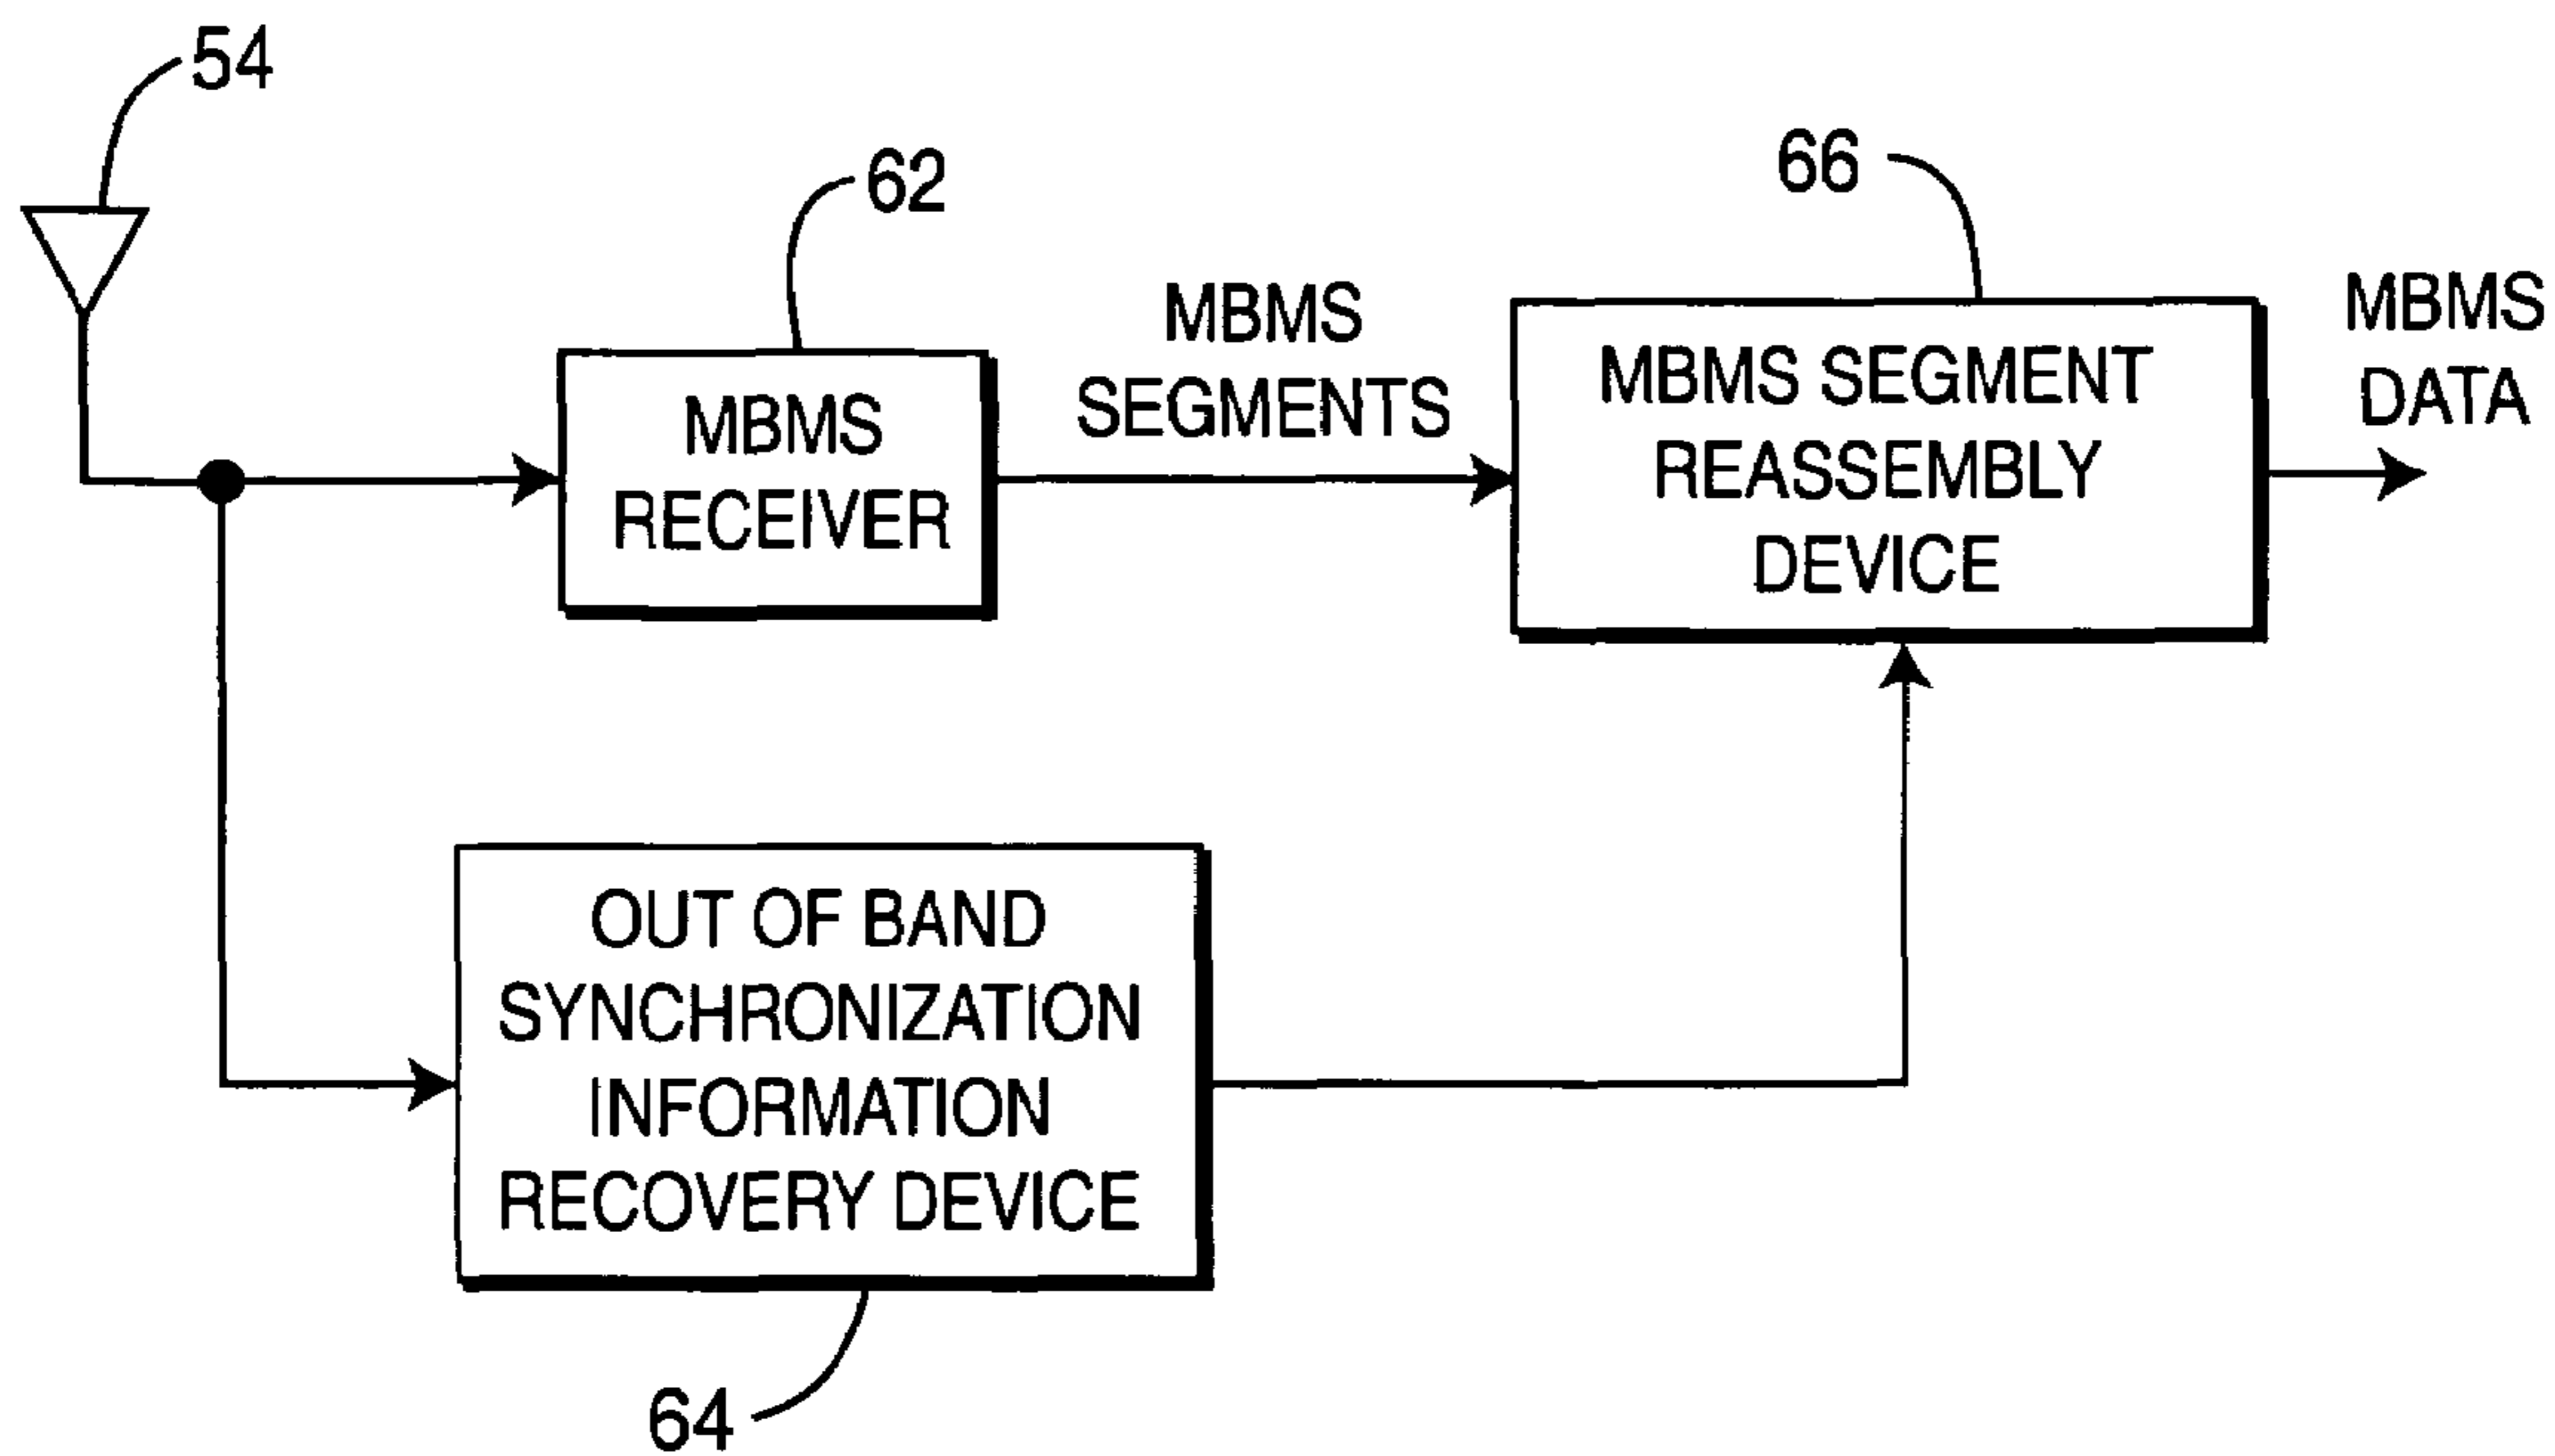 54
62
66
MBMS
SEGMENTS
MBMS
DATA
MBMS
RECEIVER
MBMS SEGMENT
REASSEMBLY
DEVICE
OUT OF BAND
SYNCHRONIZATION
INFORMATION
RECOVERY DEVICE
64